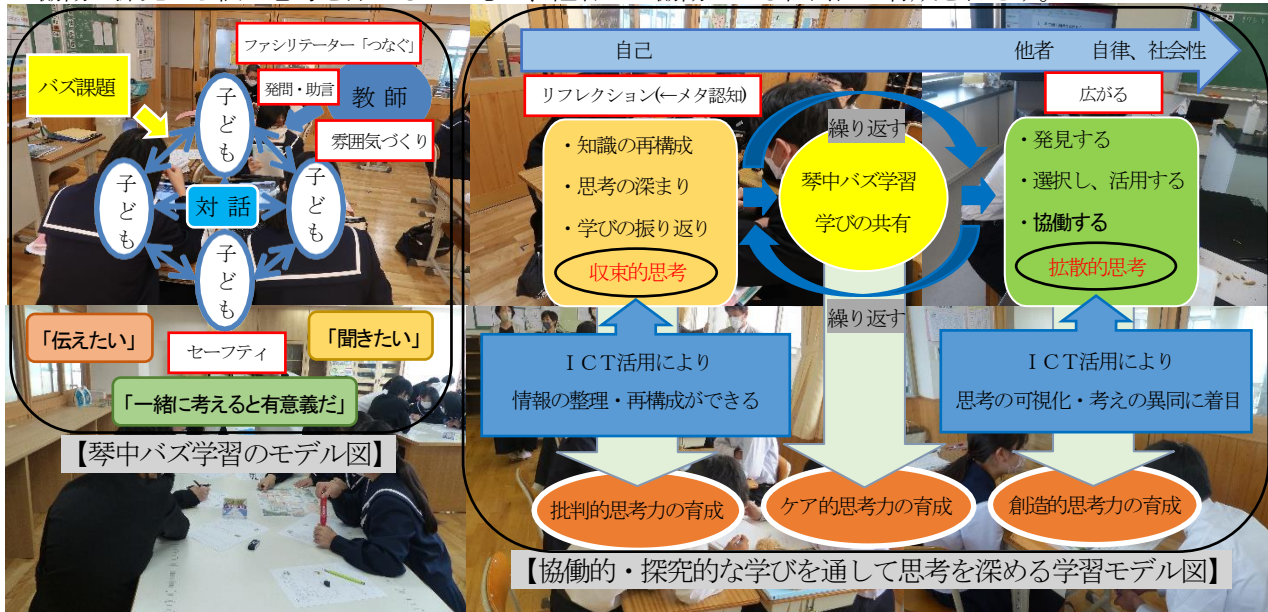 ファシリテーター「つなぐ」
バズ課題
発問・助言
教 師
雰囲気づくり
子ども
子ども
対 話
子ども
子ども
「伝えたい」
セーフティ
「聞きたい」
「一緒に考えると有意義だ」
【琴中バズ学習のモデル図】
自己
他者
自律、社会性
リフレクション(←メタ認知)
広がる
・知識の再構成
・思考の深まり
・学びの振り返り
収束的思考
繰り返す
琴中バズ学習
学びの共有
繰り返す
・発見する
・選択し、活用する
・協働する
拡散的思考
ＩＣＴ活用により
情報の整理・再構成ができる
ＩＣＴ活用により
思考の可視化・考えの異同に着目
批判的思考力の育成
ケア的思考力の育成
創造的思考力の育成
【協働的・探究的な学びを通して思考を深める学習モデル図】